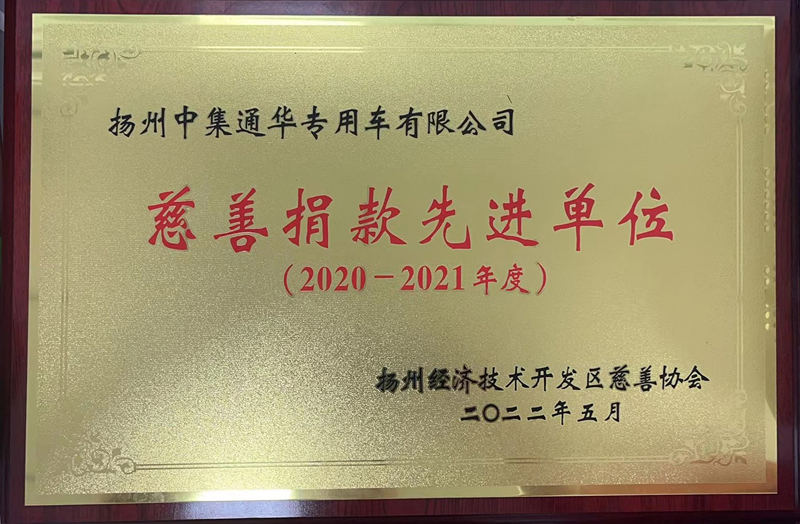 扬州中集通华专用车有限公司
慈善捐款先进单位
（2020－2021年度）
扬州经济技术开发区慈善协会
二〇二二年五月